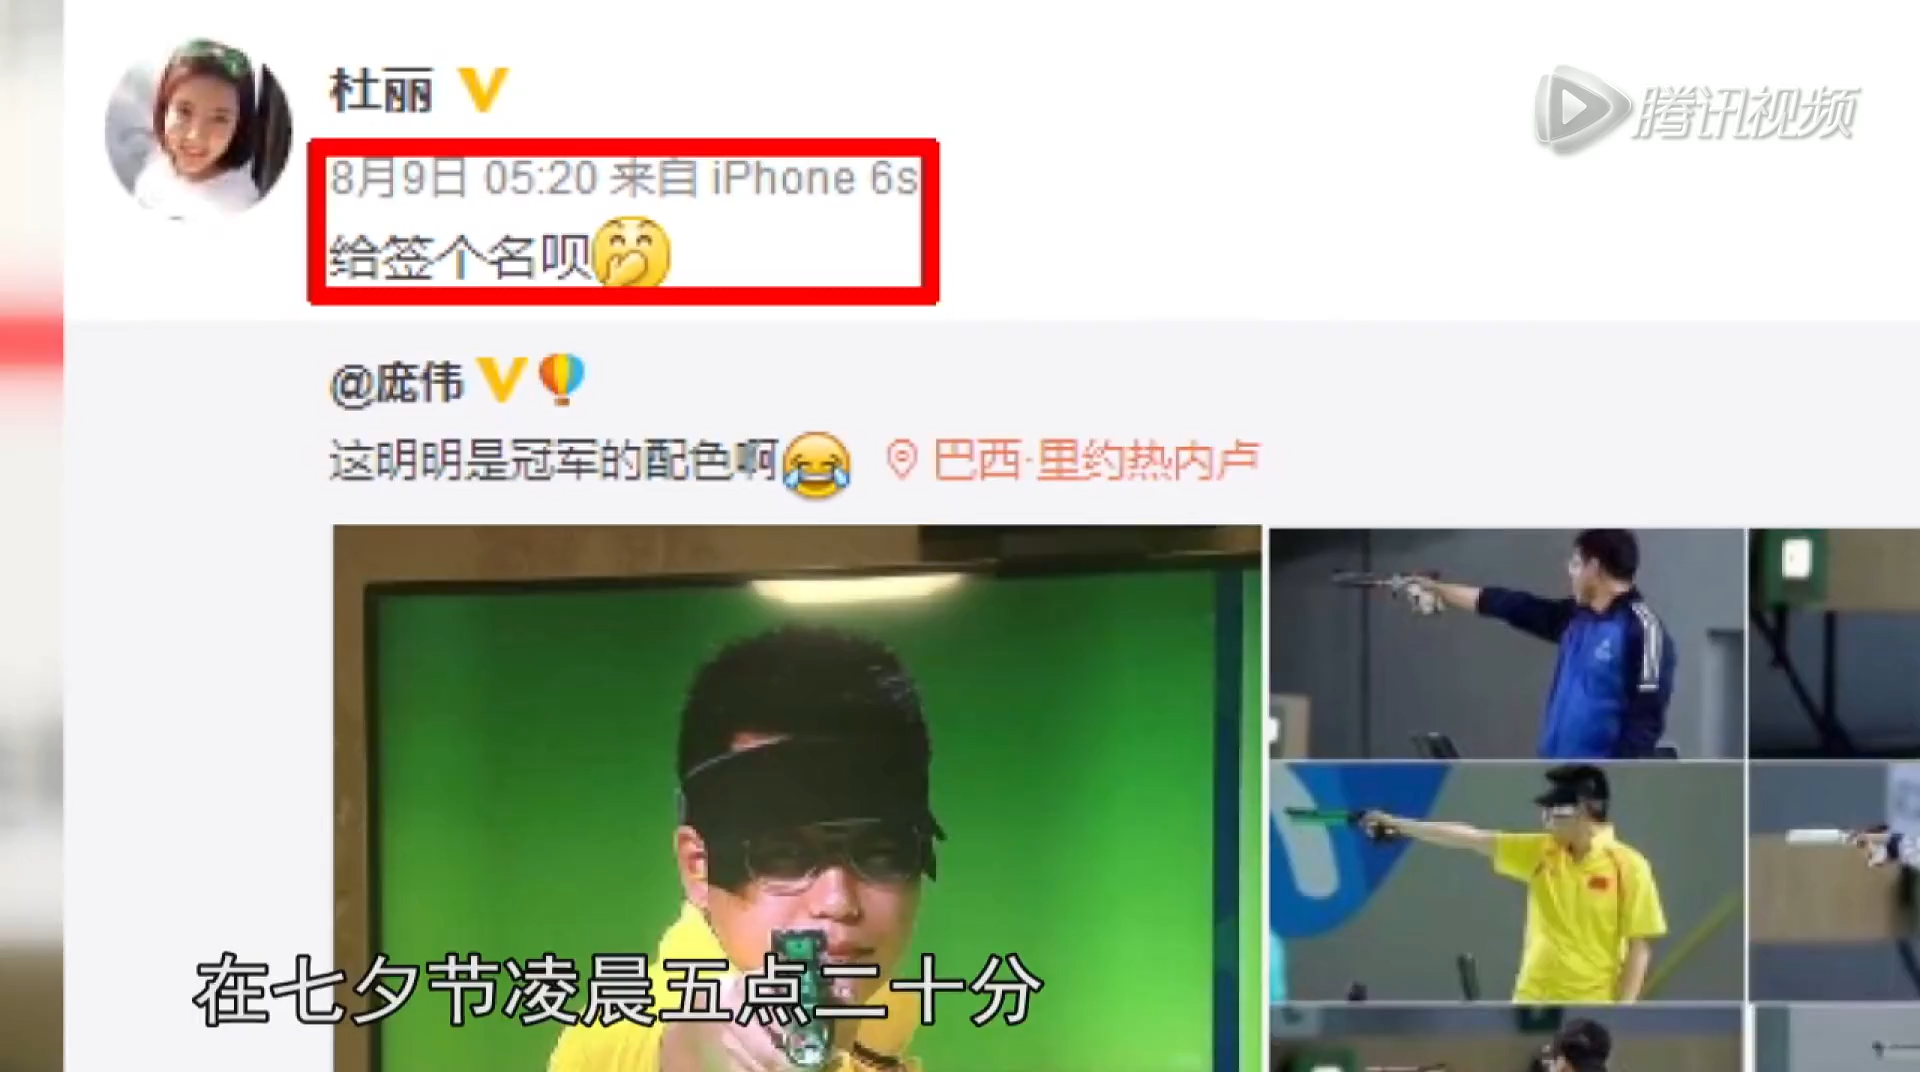 杜丽
腾讯视频
8月9日 05:20 来自 iPhone 6s
给签个名呗
@庞伟
这明明是冠军的配色啊 巴西·里约热内卢
在七夕节凌晨五点二十分